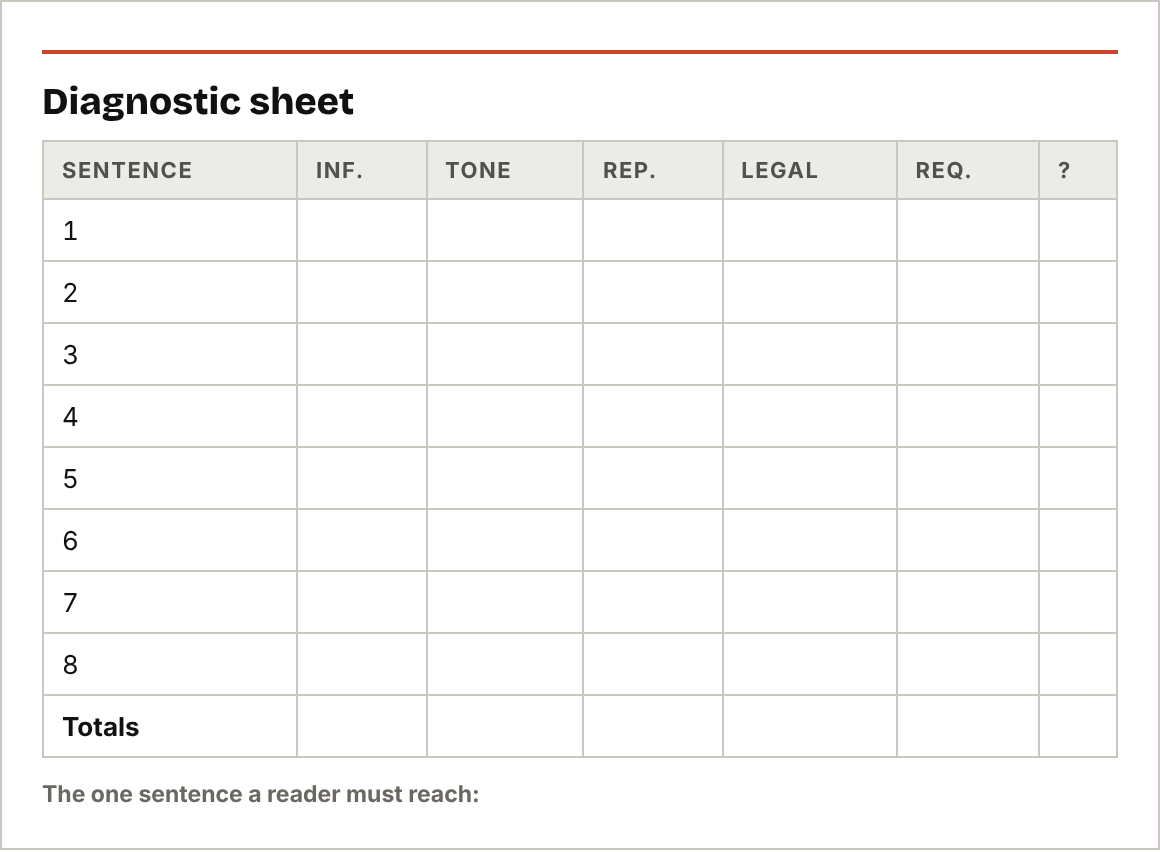 Diagnostic sheet
SENTENCE INF. TONE REP. LEGAL REQ. ?
1
2
3
4
5
6
7
8
Totals
The one sentence a reader must reach: